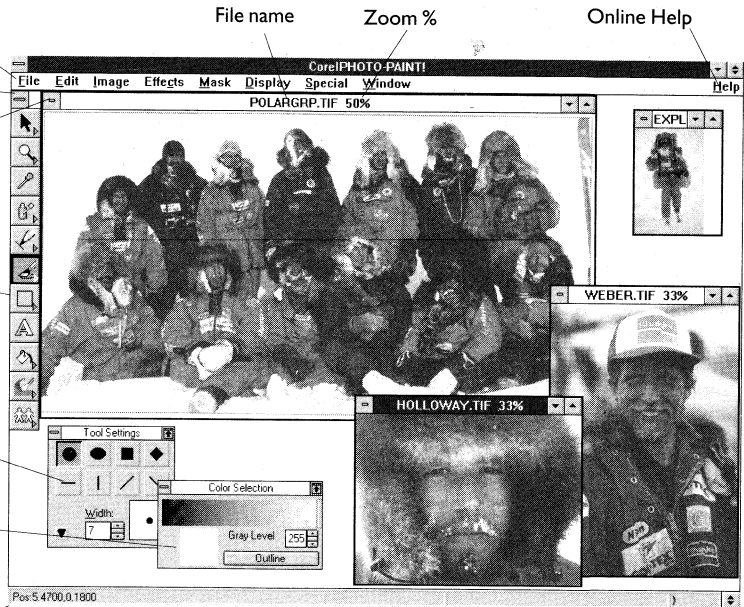 File name
Zoom %
Online Help
CorelPHOTO-PAINT!
File Edit Image Effects Mask Display Special Window Help
POLARGRP.TIF 50%
EXPL
WEBER.TIF 33%
HOLLOWAY.TIF 33%
Tool Settings
Width:
7
Color Selection
Gray Level 255
Outline
Pos:5.4700,0.1800